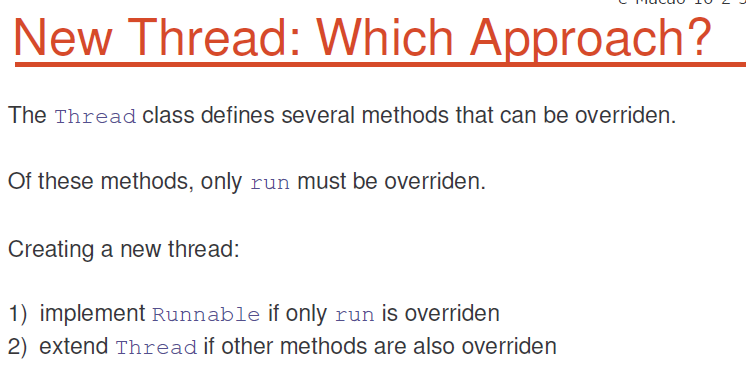 New Thread: Which Approach?
The Thread class defines several methods that can be overriden.
Of these methods, only run must be overriden.
Creating a new thread:
1) implement Runnable if only run is overriden
2) extend Thread if other methods are also overriden